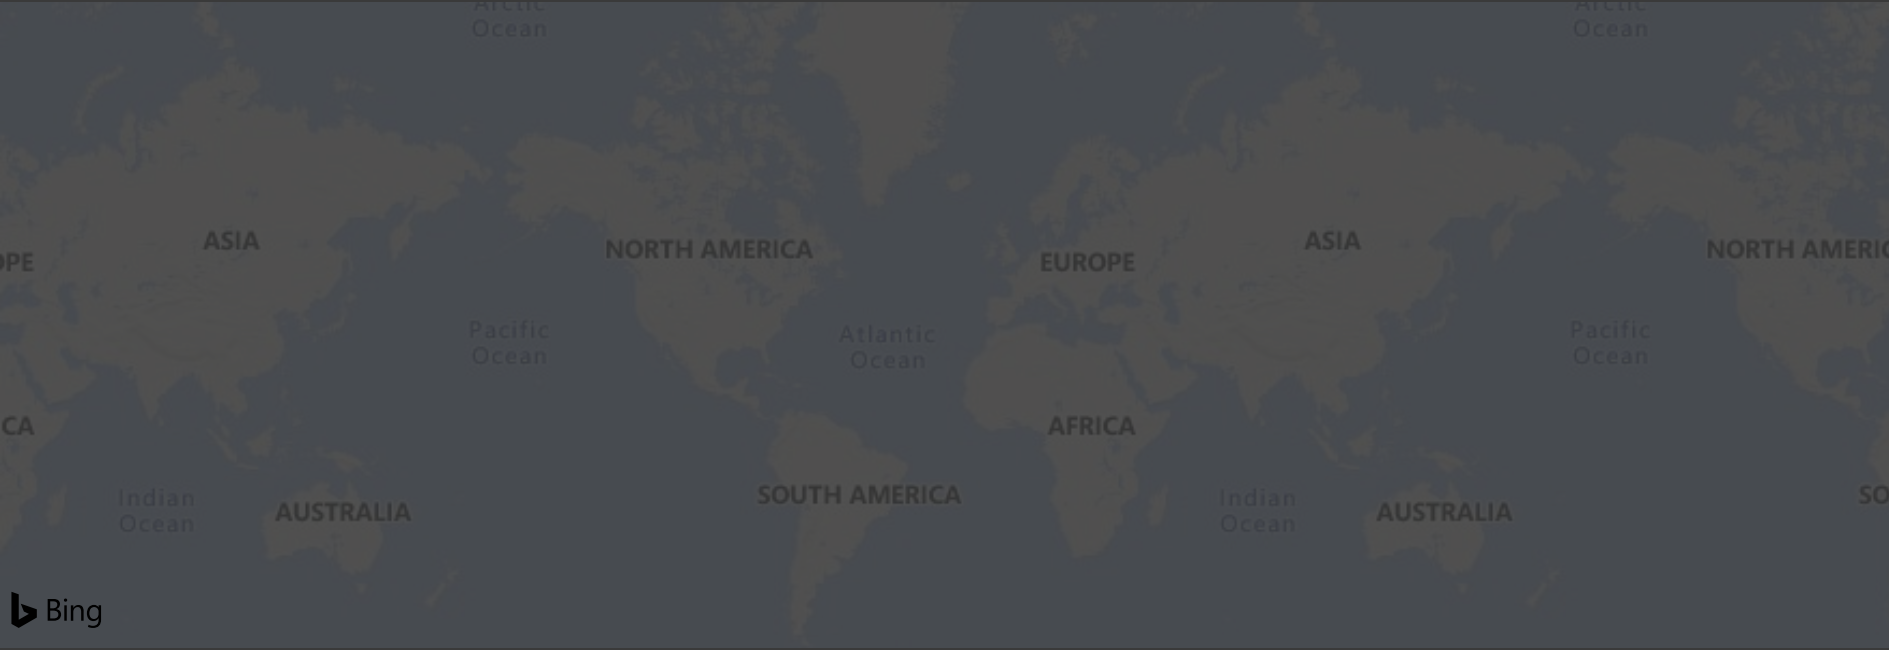 Arctic
Ocean
Arctic
Ocean
ASIA
NORTH AMERICA
EUROPE
ASIA
NORTH AMERIC
OPE
Pacific
Ocean
Atlantic
Ocean
Pacific
Ocean
CA
AFRICA
Indian
Ocean
AUSTRALIA
SOUTH AMERICA
Indian
Ocean
AUSTRALIA
SO
Bing